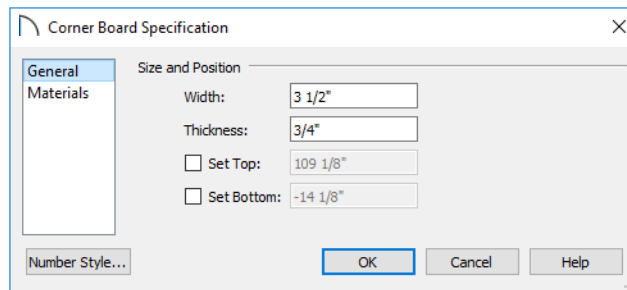 Corner Board Specification
General
Materials
Size and Position
Width: 3 1/2"
Thickness: 3/4"
Set Top: 109 1/8"
Set Bottom: -14 1/8"
Number Style... OK Cancel Help